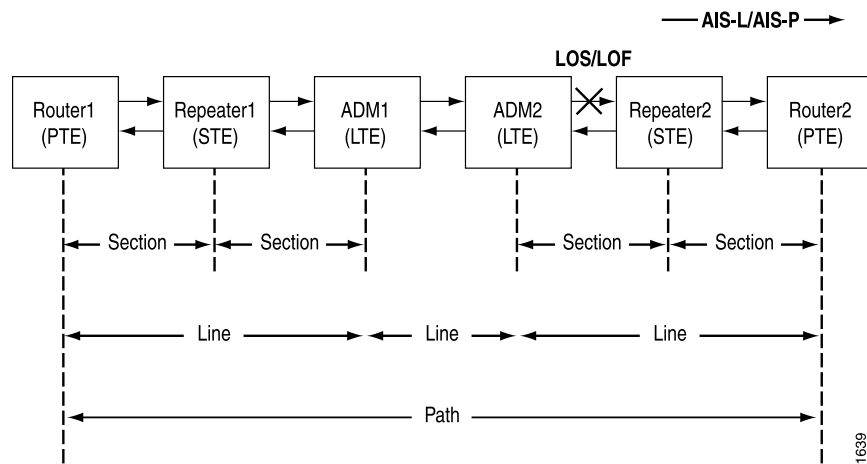 AIS-L/AIS-P
LOS/LOF
Router1
(PTE)
Repeater1
(STE)
ADM1
(LTE)
ADM2
(LTE)
Repeater2
(STE)
Router2
(PTE)
Section
Section
Section
Section
Line
Line
Line
Path
1639